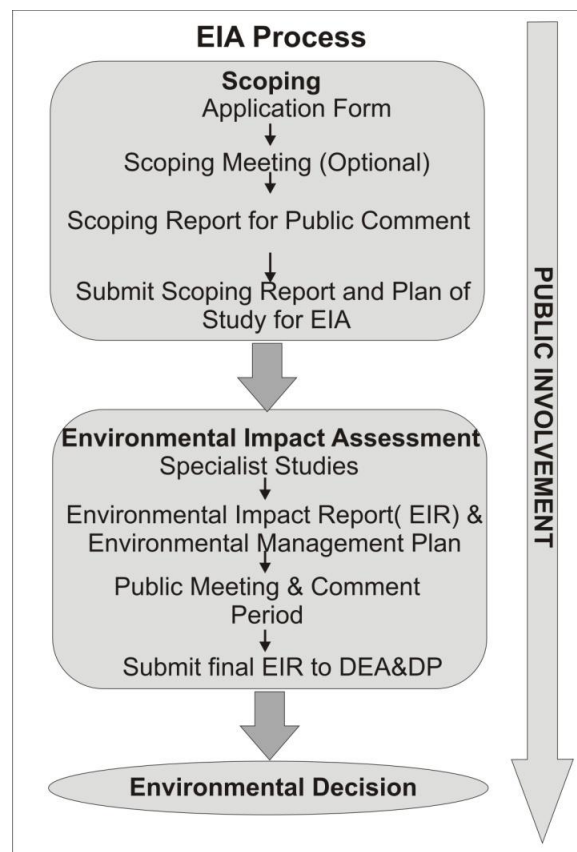 EIA Process
Scoping
Application Form
Scoping Meeting (Optional)
Scoping Report for Public Comment
Submit Scoping Report and Plan of
Study for EIA
Environmental Impact Assessment
Specialist Studies
Environmental Impact Report( EIR) &
Environmental Management Plan
Public Meeting & Comment
Period
Submit final EIR to DEA&DP
Environmental Decision
PUBLIC INVOLVEMENT